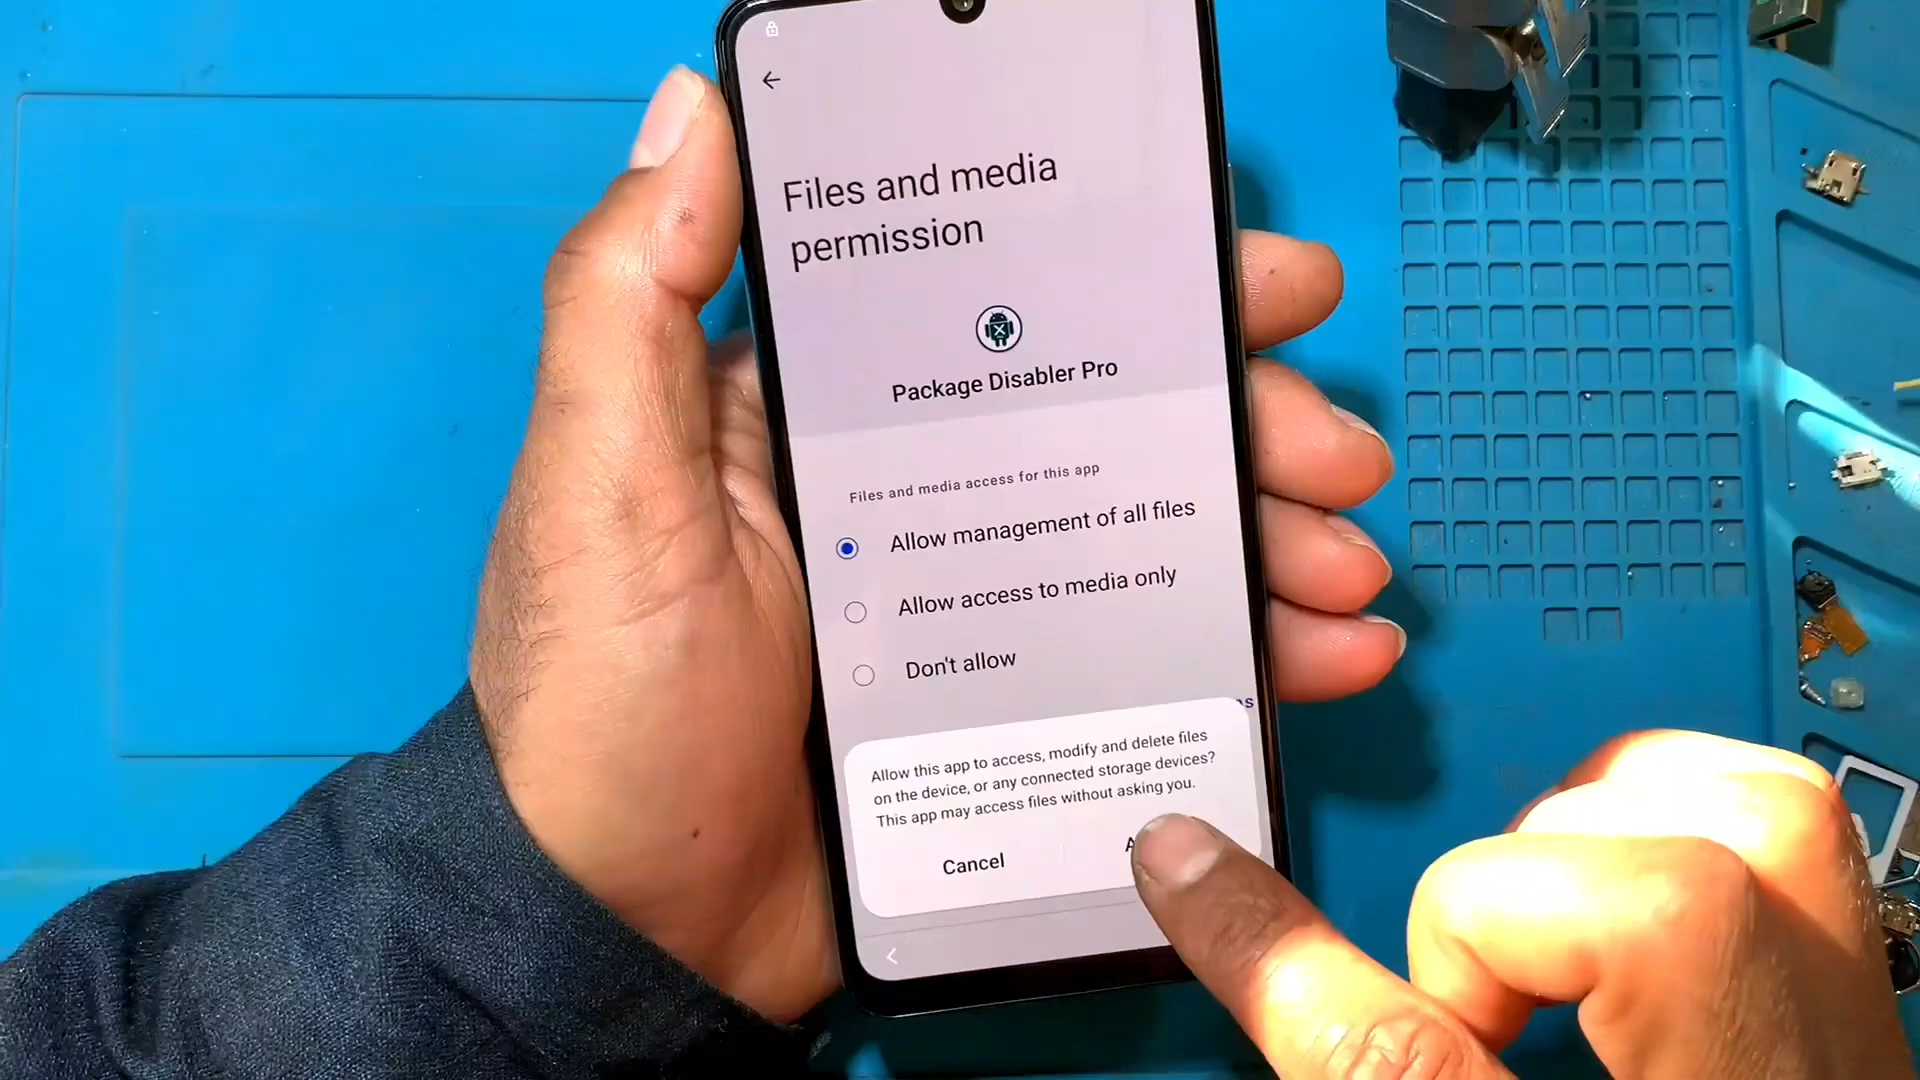 Files and media
permission
Package Disabler Pro
Files and media access for this app
Allow management of all files
Allow access to media only
Don't allow
Allow this app to access, modify and delete files
on the device, or any connected storage devices?
This app may access files without asking you.
Cancel